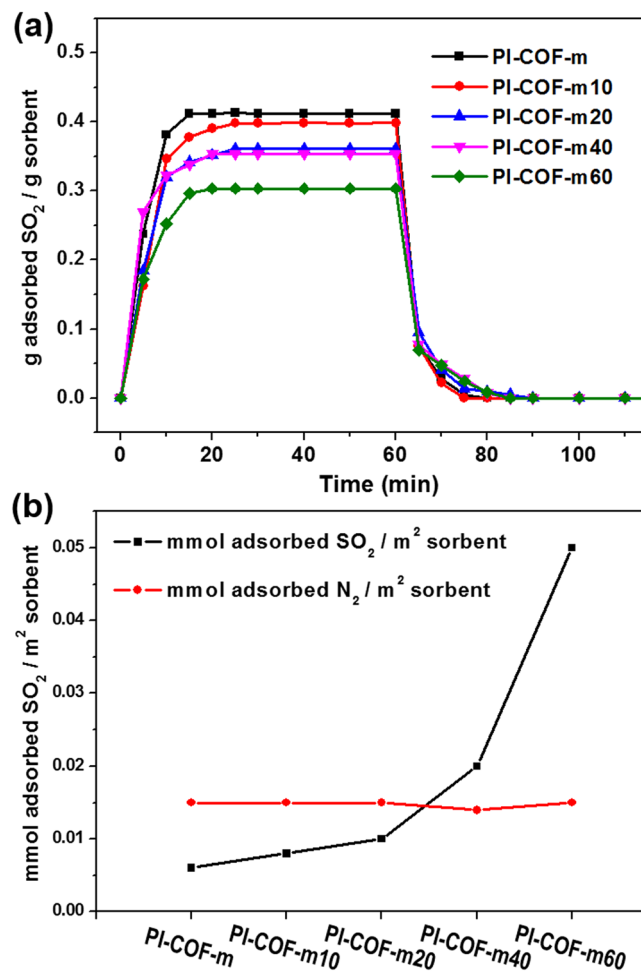 (a)
0.5
0.4
0.3
0.2
0.1
0.0
g adsorbed SO₂ / g sorbent
PI-COF-m
PI-COF-m10
PI-COF-m20
PI-COF-m40
PI-COF-m60
0 20 40 60 80 100
Time (min)
(b)
0.05
0.04
0.03
0.02
0.01
0.00
mmol adsorbed SO₂ / m² sorbent
mmol adsorbed SO₂ / m² sorbent
mmol adsorbed N₂ / m² sorbent
PI-COF-m PI-COF-m10 PI-COF-m20 PI-COF-m40 PI-COF-m60